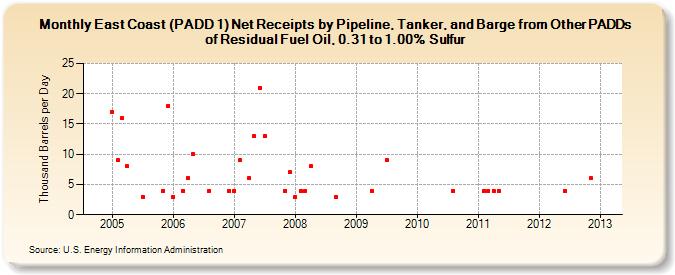 Monthly East Coast (PADD 1) Net Receipts by Pipeline, Tanker, and Barge from Other PADDs
of Residual Fuel Oil, 0.31 to 1.00% Sulfur
Thousand Barrels per Day
25
20
15
10
5
0
2005 2006 2007 2008 2009 2010 2011 2012 2013
Source: U.S. Energy Information Administration